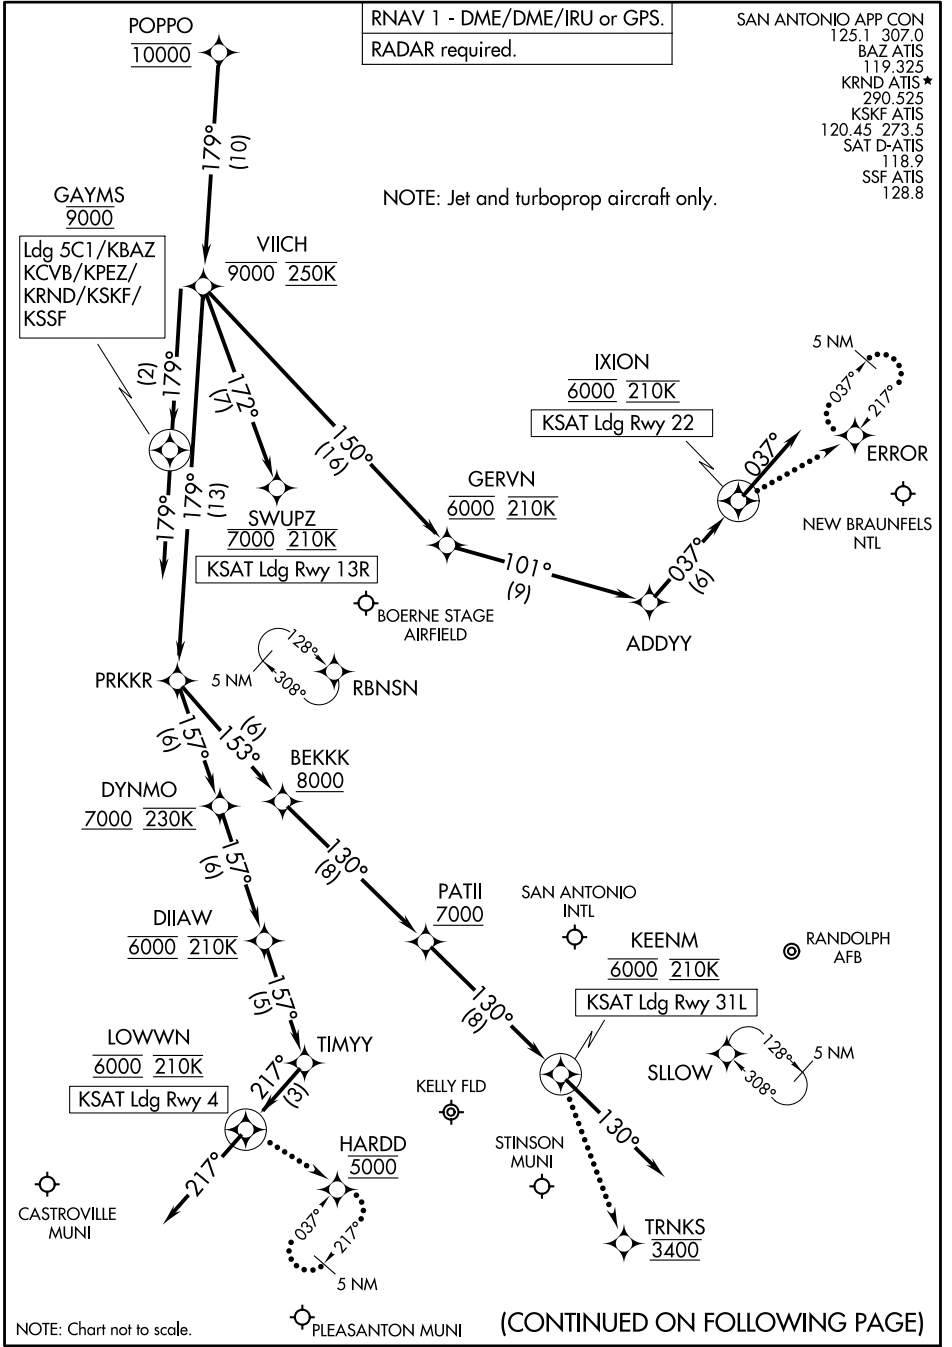 RNAV 1 - DME/DME/IRU or GPS.
RADAR required.
SAN ANTONIO APP CON
125.1 307.0
BAZ ATIS
119.325
KRND ATIS★
290.525
KSKF ATIS
120.45 273.5
SAT D-ATIS
118.9
SSF ATIS
128.8
POPPO
10000
179°
(10)
NOTE: Jet and turboprop aircraft only.
GAYMS
9000
Ldg 5C1/KBAZ
KCVB/KPEZ/
KRND/KSKF/
KSSF
VIICH
9000 250K
(2)
179°
179°
179°
(13)
172°
(7)
150°
(16)
SWUPZ
7000 210K
KSAT Ldg Rwy 13R
IXION
6000 210K
KSAT Ldg Rwy 22
5 NM
037°
217°
ERROR
037°
GERVN
6000 210K
101°
(9)
037°
(6)
ADDYY
NEW BRAUNFELS
NTL
BOERNE STAGE
AIRFIELD
PRKKR
5 NM
128°
308°
RBNSN
157°
(6)
153°
(6)
DYNMO
7000 230K
BEKKK
8000
157°
(6)
130°
(8)
DIIAW
6000 210K
PATII
7000
SAN ANTONIO
INTL
KEENM
6000 210K
KSAT Ldg Rwy 31L
RANDOLPH
AFB
157°
(5)
130°
(8)
LOWWN
6000 210K
KSAT Ldg Rwy 4
TIMYY
217°
(3)
KELLY FLD
SLLOW
128°
308°
5 NM
130°
217°
HARDD
5000
STINSON
MUNI
CASTROVILLE
MUNI
037°
217°
5 NM
TRNKS
3400
NOTE: Chart not to scale.
PLEASANTON MUNI
(CONTINUED ON FOLLOWING PAGE)